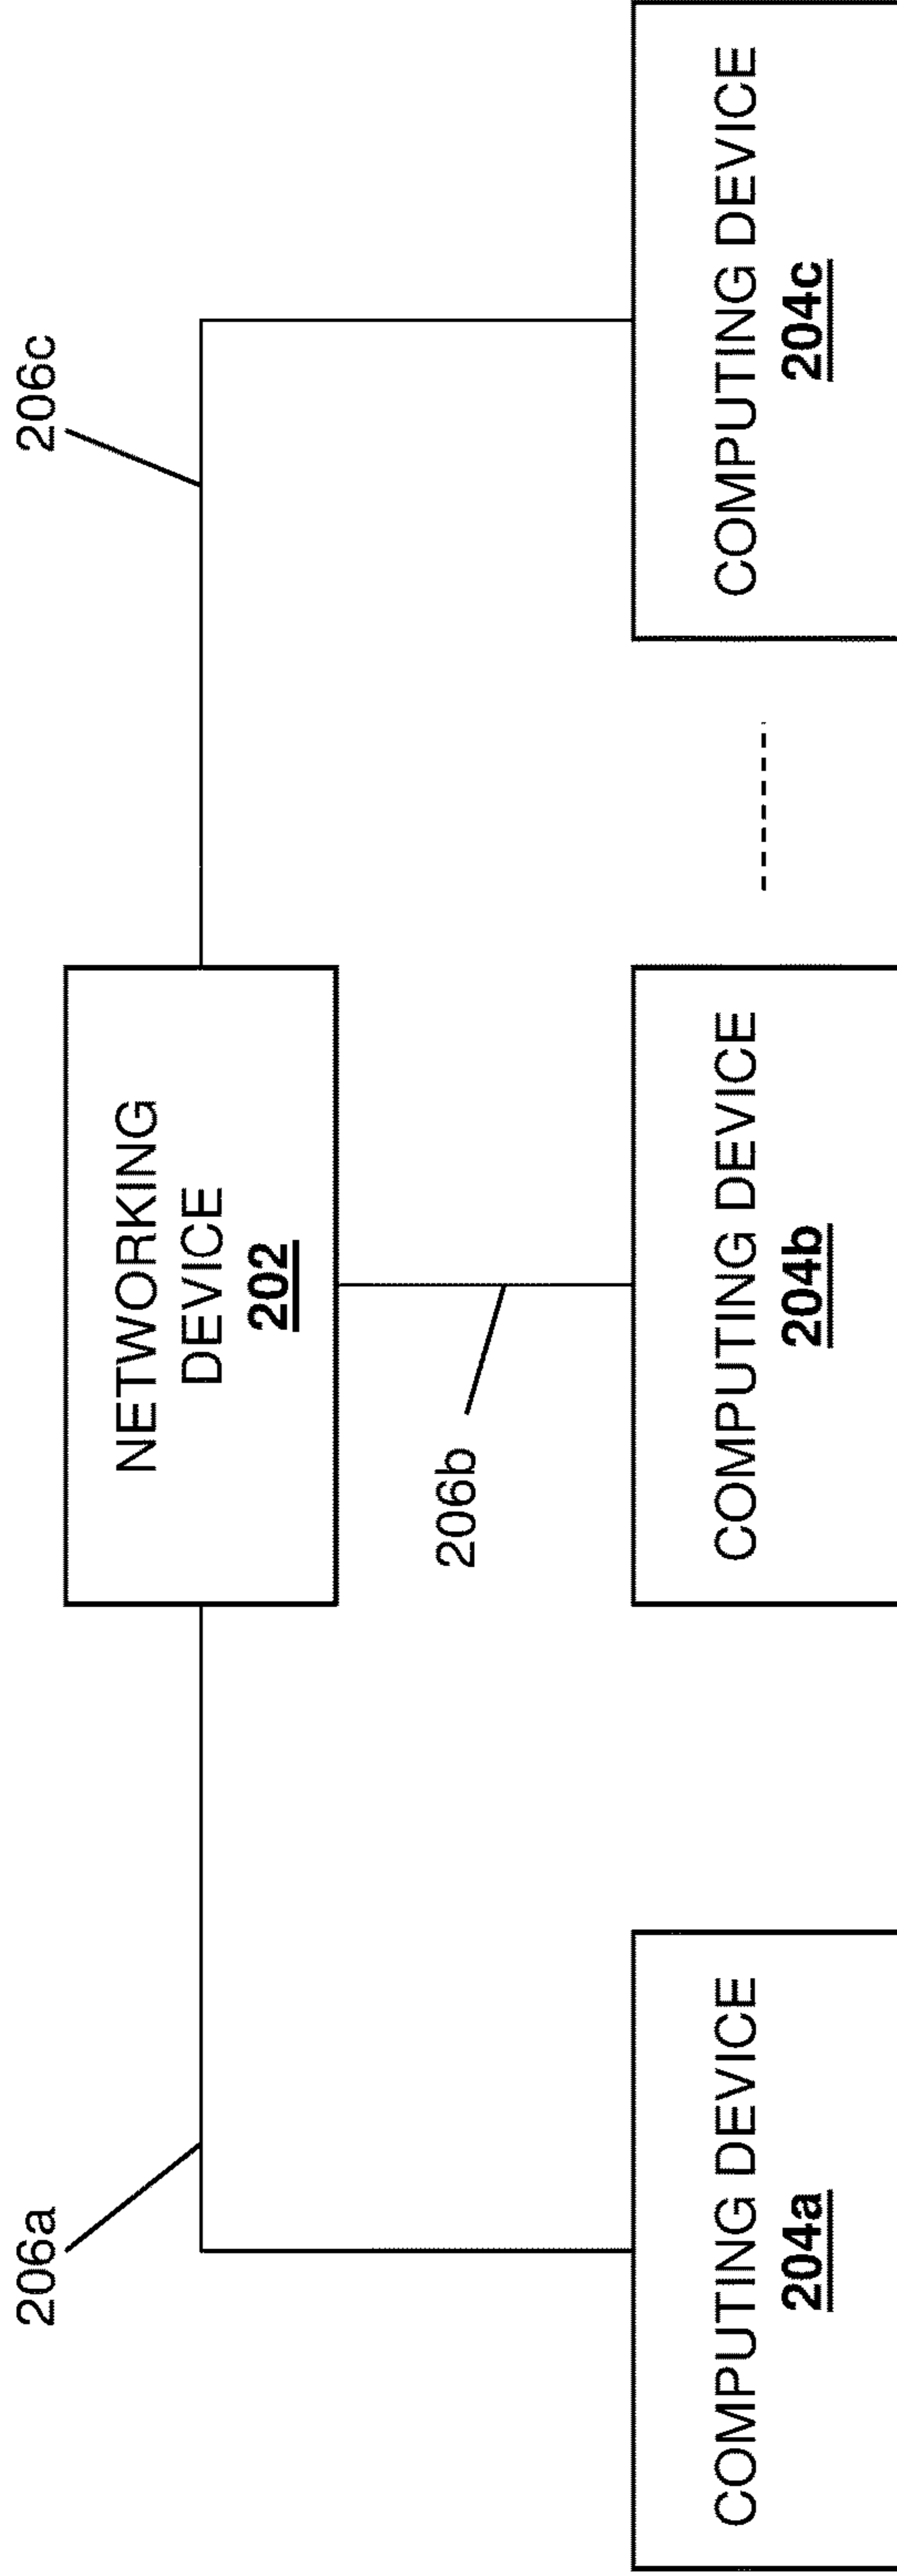 206a
206c
NETWORKING
DEVICE
202
206b
COMPUTING DEVICE
204a
COMPUTING DEVICE
204b
COMPUTING DEVICE
204c